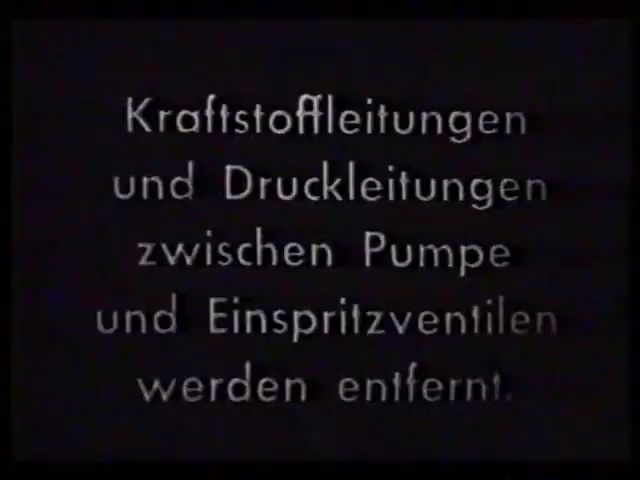 Kraftstoffleitungen
und Druckleitungen
zwischen Pumpe
und Einspritzventilen
werden entfernt.